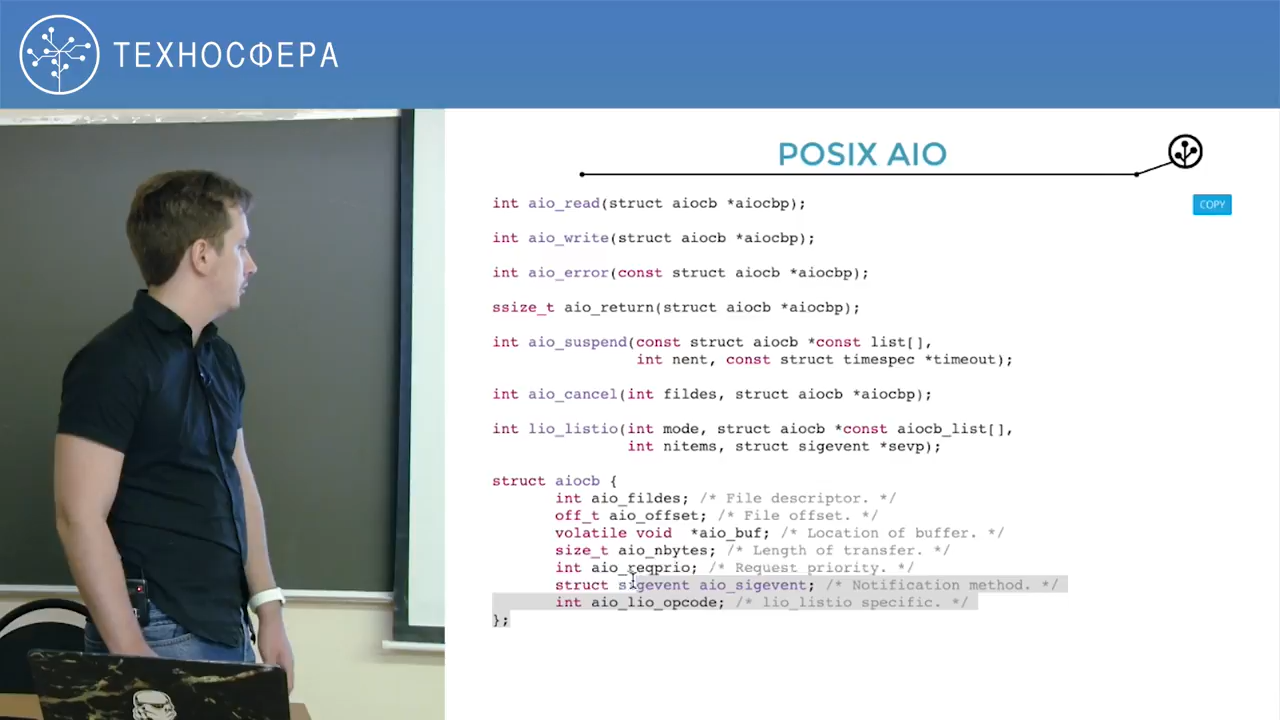 ТЕХНОСФЕРА
POSIX AIO
COPY
int aio_read(struct aiocb *aiocbp);
int aio_write(struct aiocb *aiocbp);
int aio_error(const struct aiocb *aiocbp);
ssize_t aio_return(struct aiocb *aiocbp);
int aio_suspend(const struct aiocb *const list[],
int nent, const struct timespec *timeout);
int aio_cancel(int fildes, struct aiocb *aiocbp);
int lio_listio(int mode, struct aiocb *const aiocb_list[],
int nitems, struct sigevent *sevp);
struct aiocb {
int aio_fildes; /* File descriptor. */
off_t aio_offset; /* File offset. */
volatile void *aio_buf; /* Location of buffer. */
size_t aio_nbytes; /* Length of transfer. */
int aio_reqprio; /* Request priority. */
struct sigevent aio_sigevent; /* Notification method. */
int aio_lio_opcode; /* lio_listio specific. */
};